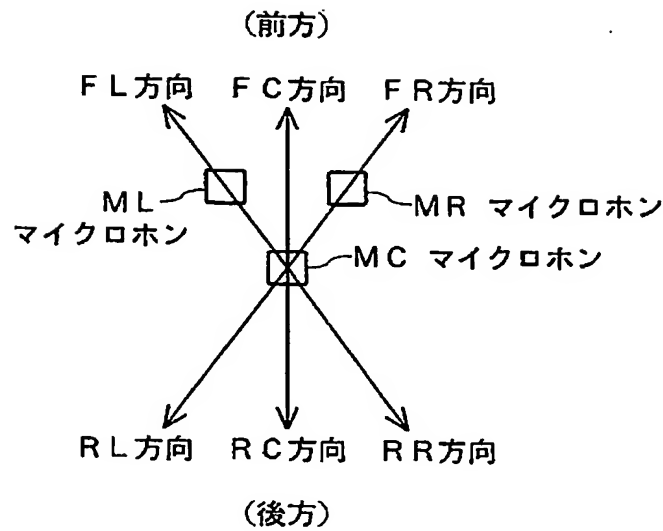 (前方)
FL方向 FC方向 FR方向
ML
マイクロホン
MR マイクロホン
MC マイクロホン
RL方向 RC方向 RR方向
(後方)